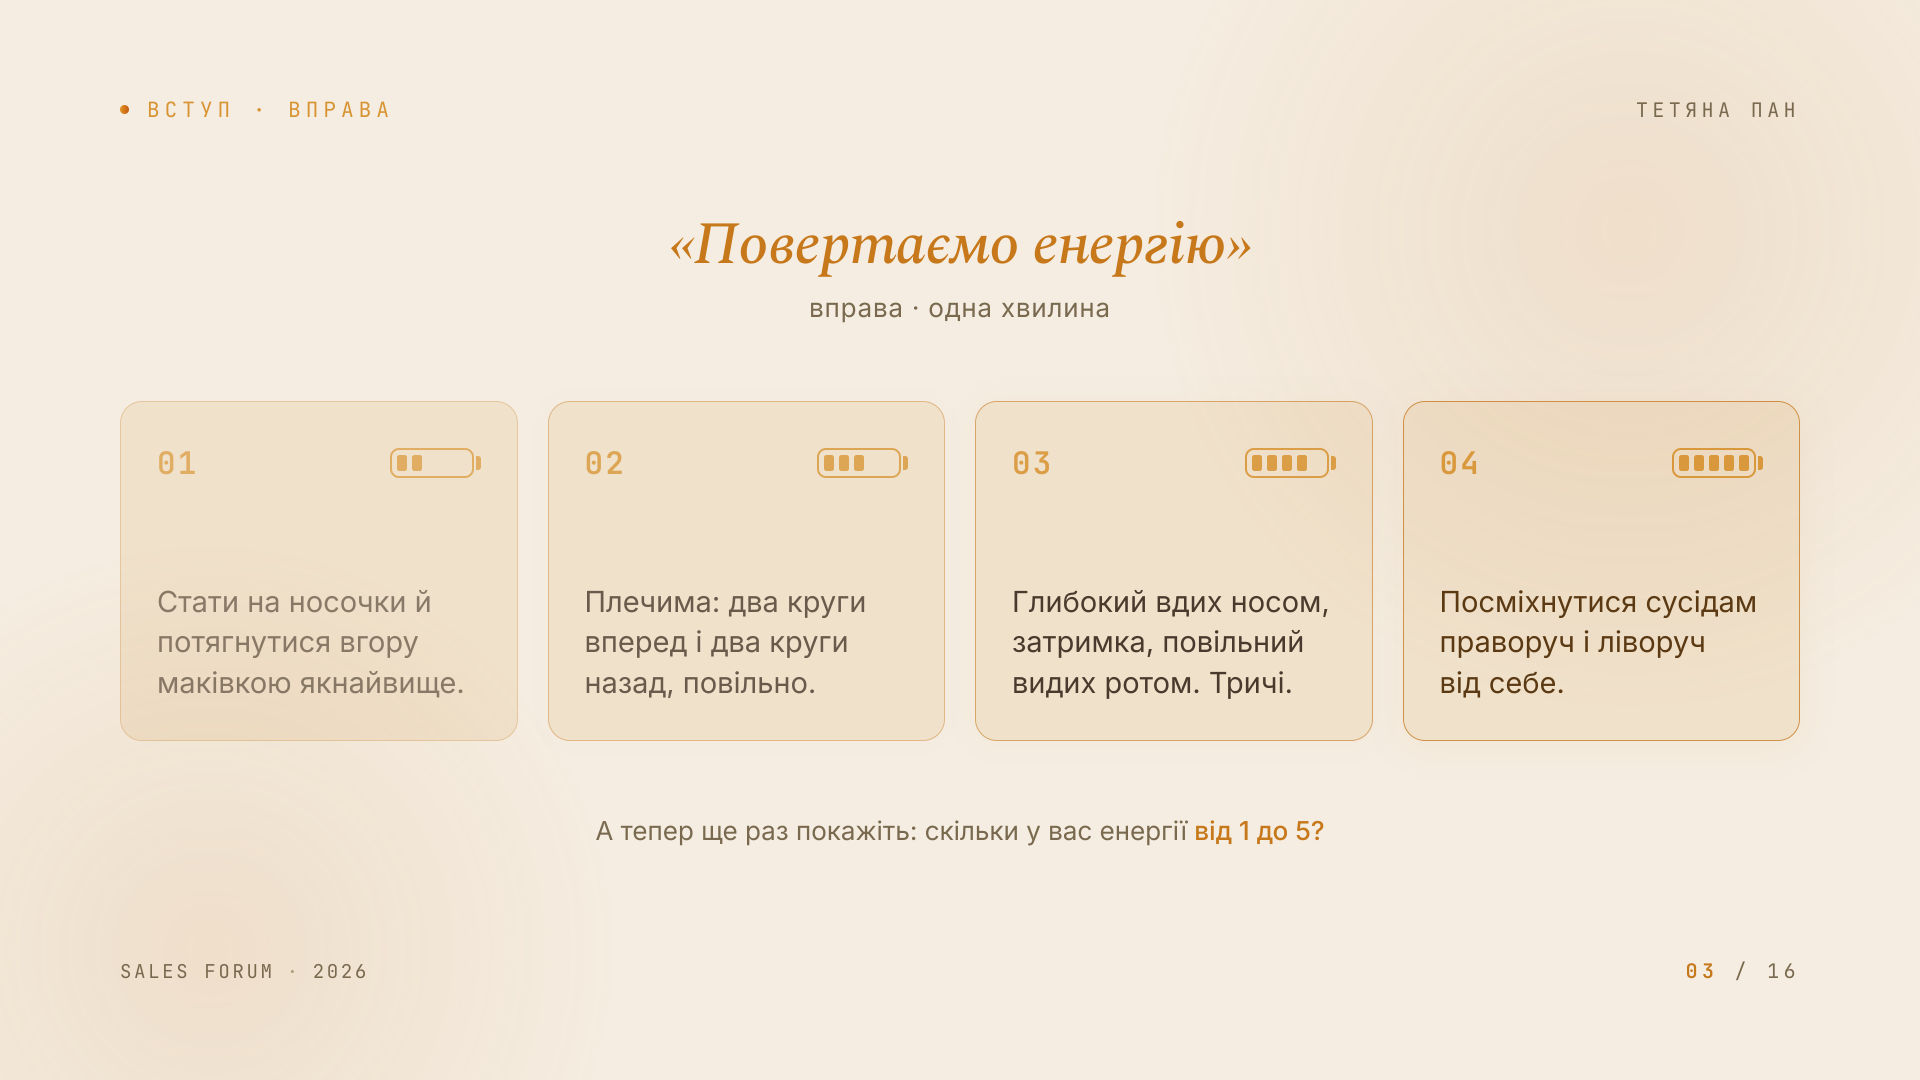 ВСТУП · ВПРАВА
ТЕТЯНА ПАН
«Повертаємо енергію»
вправа · одна хвилина
01
Стати на носочки й
потягнутися вгору
маківкою якнайвище.
02
Плечима: два круги
вперед і два круги
назад, повільно.
03
Глибокий вдих носом,
затримка, повільний
видих ротом. Тричі.
04
Посміхнутися сусідам
праворуч і ліворуч
від себе.
А тепер ще раз покажіть: скільки у вас енергії від 1 до 5?
SALES FORUM · 2026
03 / 16